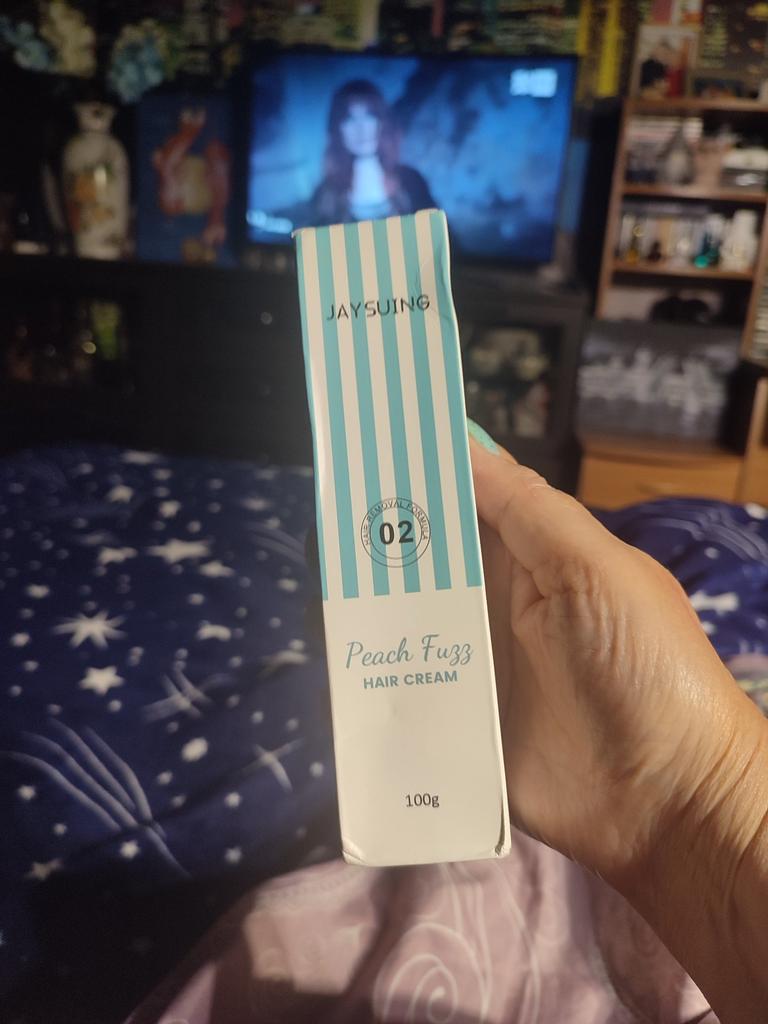 JAYSUING
HAIR REMOVAL FORMULA
02
Peach Fuzz
HAIR CREAM
100g